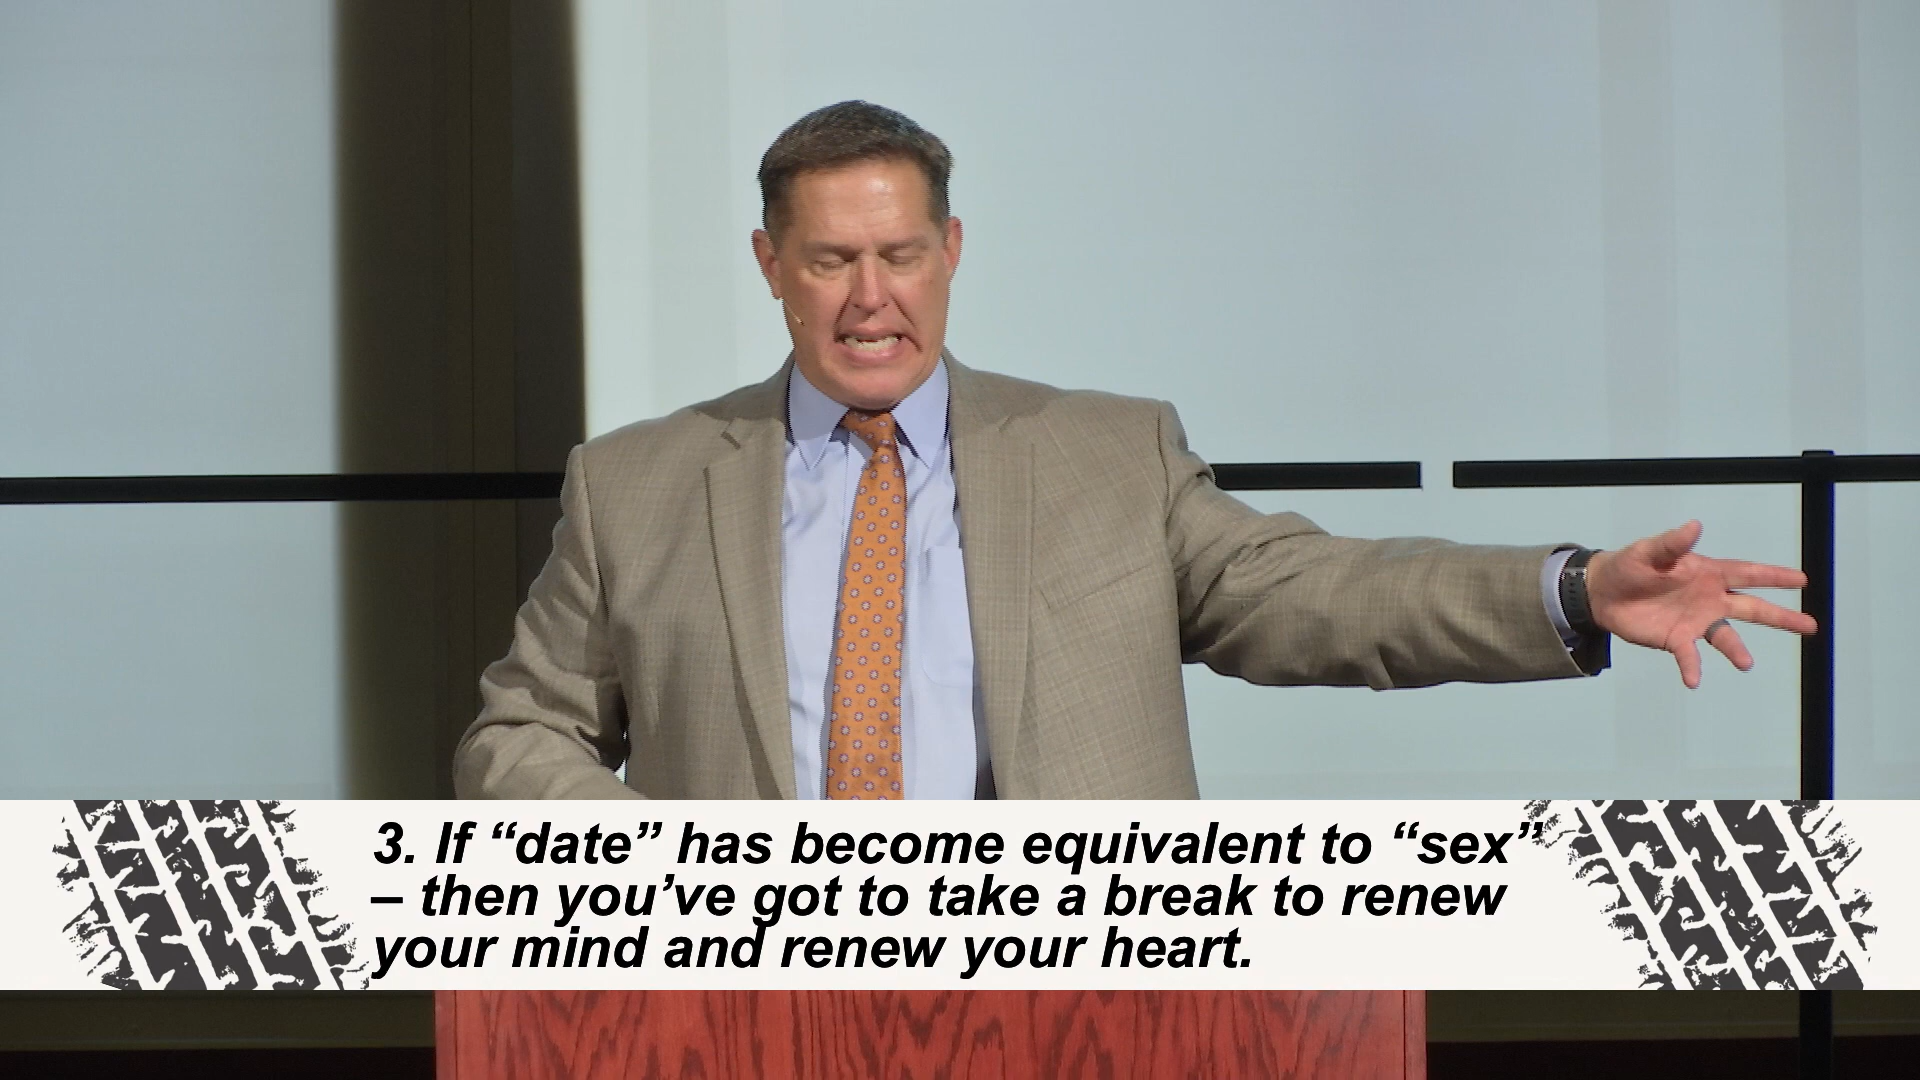 3. If “date” has become equivalent to “sex”
– then you’ve got to take a break to renew
your mind and renew your heart.